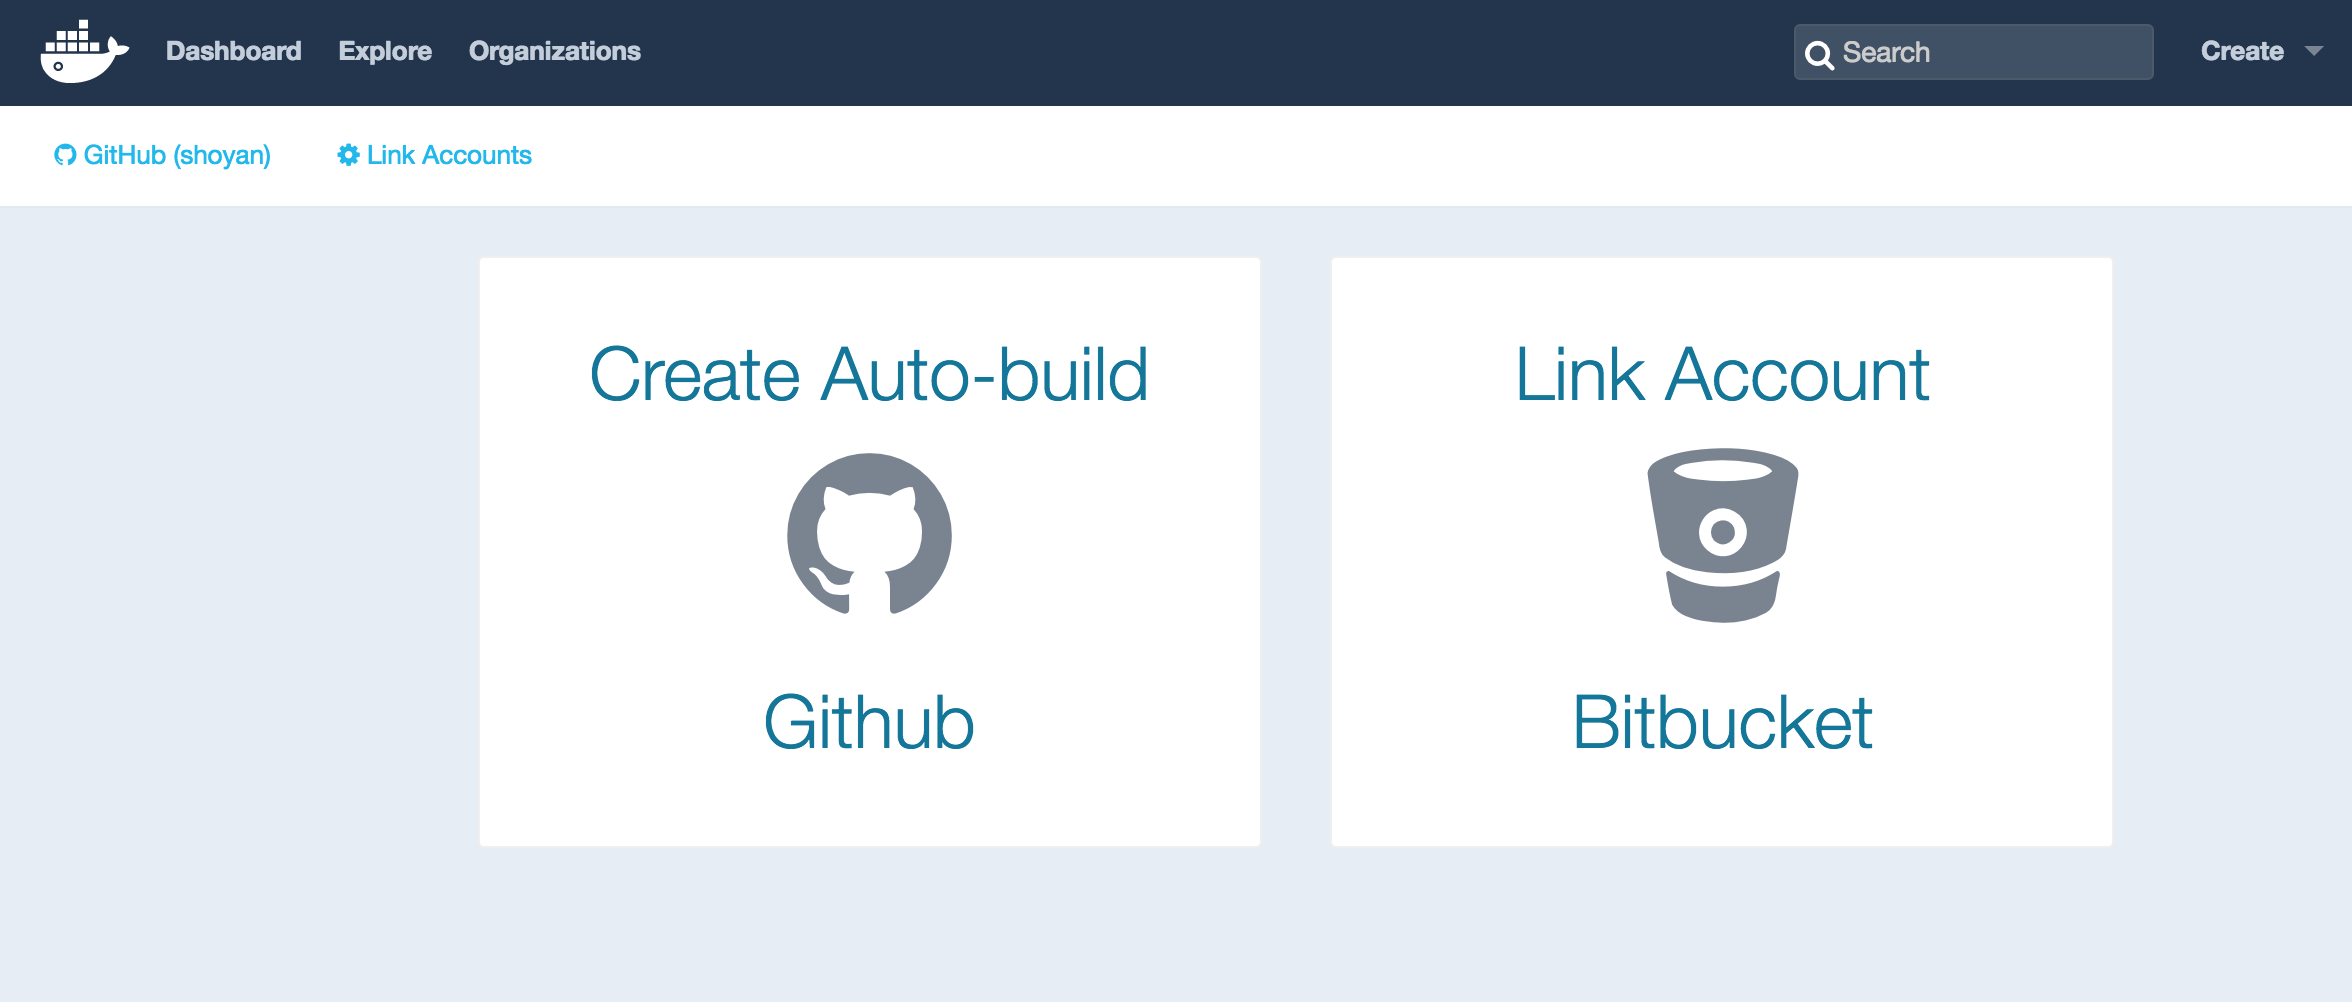 Dashboard Explore Organizations Search Create
GitHub (shoyan) Link Accounts
Create Auto-build
Github
Link Account
Bitbucket